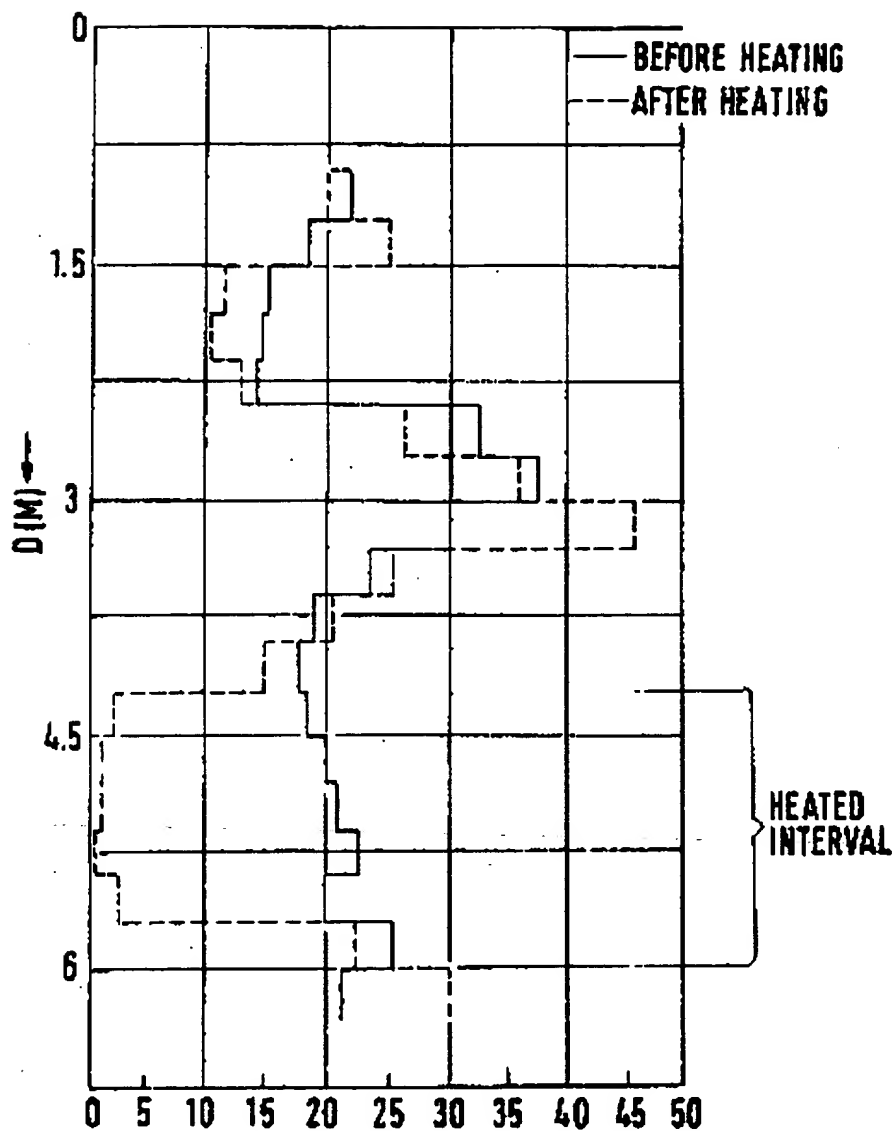 0
BEFORE HEATING
AFTER HEATING
1.5
D(M)
3
4.5
HEATED
INTERVAL
6
0 5 10 15 20 25 30 35 40 45 50